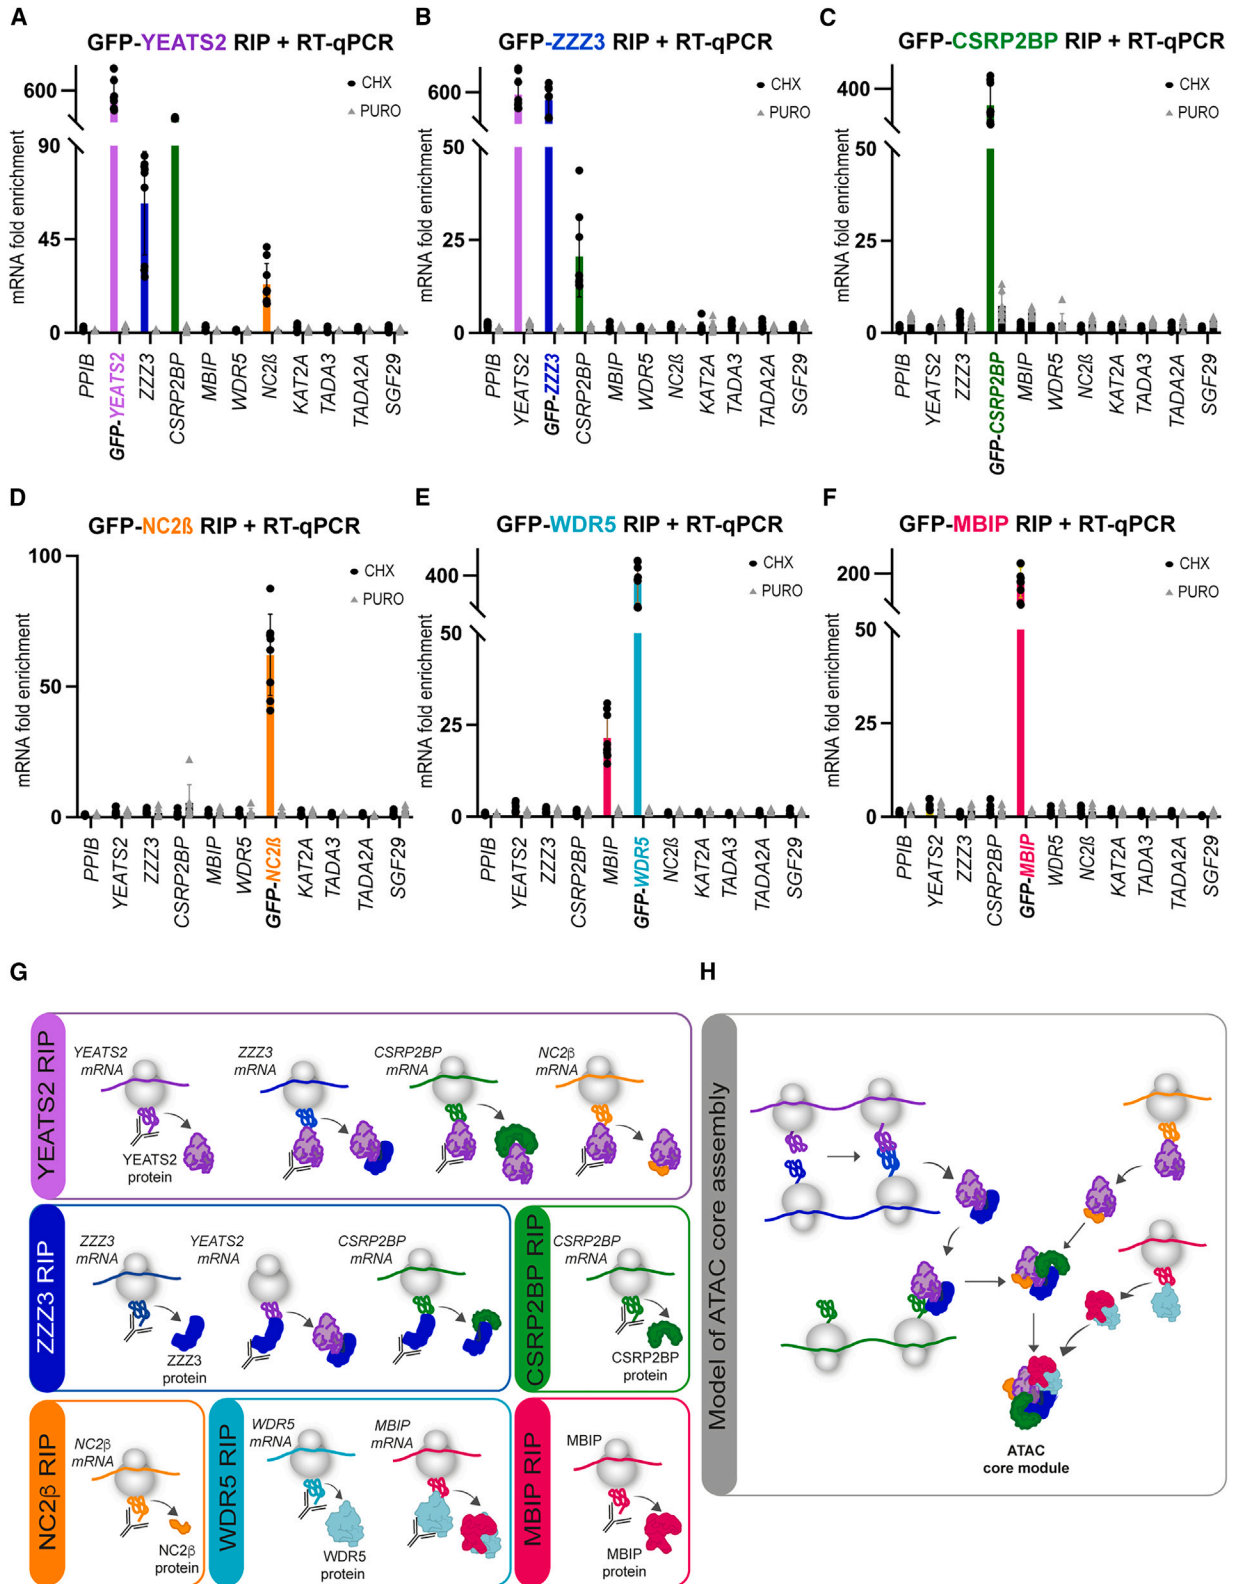 A
GFP-YEATS2 RIP + RT-qPCR
mRNA fold enrichment
600
90
45
0
CHX
PURO
PPIB
GFP-YEATS2
ZZZ3
CSRP2BP
MBIP
WDR5
NC2ß
KAT2A
TADA3
TADA2A
SGF29
B
GFP-ZZZ3 RIP + RT-qPCR
mRNA fold enrichment
600
50
25
0
CHX
PURO
PPIB
YEATS2
GFP-ZZZ3
CSRP2BP
MBIP
WDR5
NC2ß
KAT2A
TADA3
TADA2A
SGF29
C
GFP-CSRP2BP RIP + RT-qPCR
mRNA fold enrichment
400
50
25
0
CHX
PURO
PPIB
YEATS2
ZZZ3
GFP-CSRP2BP
MBIP
WDR5
NC2ß
KAT2A
TADA3
TADA2A
SGF29
D
GFP-NC2ß RIP + RT-qPCR
mRNA fold enrichment
100
50
0
CHX
PURO
PPIB
YEATS2
ZZZ3
CSRP2BP
MBIP
WDR5
GFP-NC2ß
KAT2A
TADA3
TADA2A
SGF29
E
GFP-WDR5 RIP + RT-qPCR
mRNA fold enrichment
400
50
25
0
CHX
PURO
PPIB
YEATS2
ZZZ3
CSRP2BP
MBIP
GFP-WDR5
NC2ß
KAT2A
TADA3
TADA2A
SGF29
F
GFP-MBIP RIP + RT-qPCR
mRNA fold enrichment
200
50
25
0
CHX
PURO
PPIB
YEATS2
ZZZ3
CSRP2BP
GFP-MBIP
WDR5
NC2ß
KAT2A
TADA3
TADA2A
SGF29
G
YEATS2 RIP
YEATS2
mRNA
YEATS2
protein
ZZZ3
mRNA
CSRP2BP
mRNA
NC2β
mRNA
ZZZ3 RIP
ZZZ3
mRNA
ZZZ3
protein
YEATS2
mRNA
CSRP2BP
mRNA
CSRP2BP RIP
CSRP2BP
mRNA
CSRP2BP
protein
NC2β RIP
NC2β
mRNA
NC2β
protein
WDR5 RIP
WDR5
mRNA
WDR5
protein
MBIP
mRNA
MBIP RIP
MBIP
MBIP
protein
H
Model of ATAC core assembly
ATAC
core module